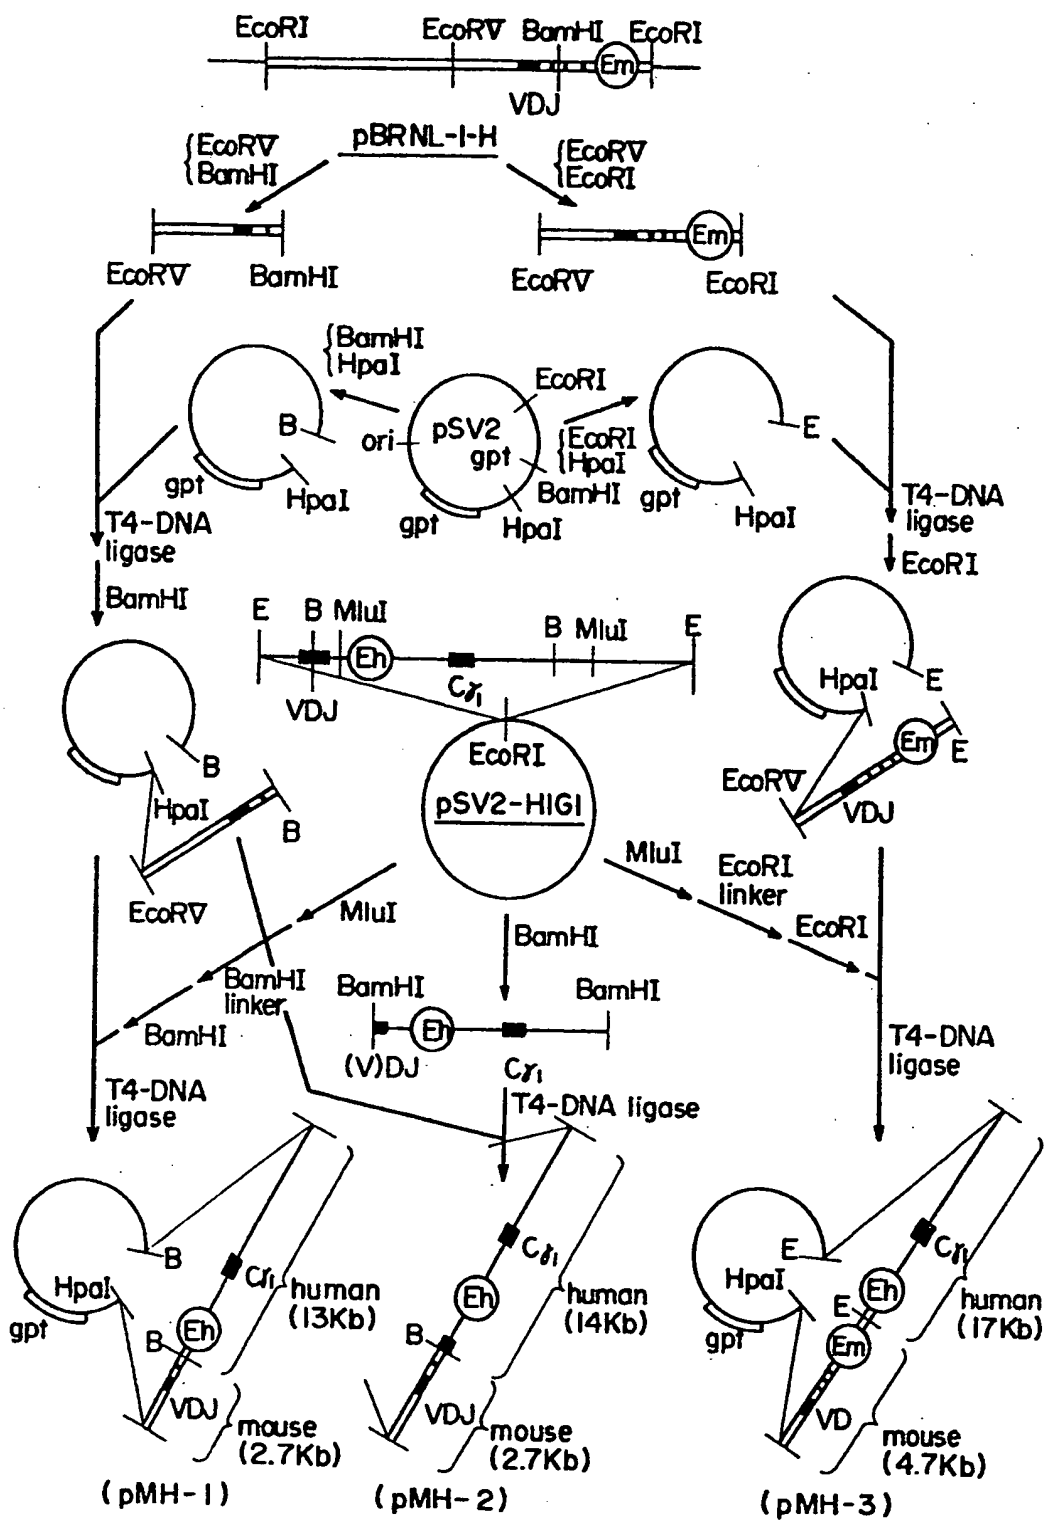 EcoRI EcoRV BamHI EcoRI
Em
VDJ
pBRNL-I-H
EcoRV
BamHI
EcoRV
EcoRI
Em
EcoRV BamHI
EcoRV EcoRI
BamHI
HpaI
B
gpt
HpaI
EcoRI
ori
pSV2
gpt
BamHI
gpt
HpaI
EcoRI
HpaI
E
gpt
HpaI
T4-DNA
ligase
BamHI
T4-DNA
ligase
EcoRI
E B MluI B MluI E
Eh
Cγ1
VDJ
EcoRI
pSV2-HIGI
B
HpaI
B
EcoRV
HpaI
E
Em
E
EcoRV
VDJ
MluI
BamHI
linker
BamHI
T4-DNA
ligase
BamHI
BamHI BamHI
Eh
(V)DJ
Cγ1
T4-DNA ligase
MluI
EcoRI
linker
EcoRI
T4-DNA
ligase
B
HpaI
gpt
Cγ1
Eh
B
VDJ
human
(13Kb)
mouse
(2.7Kb)
(pMH-1)
Cγ1
Eh
B
VDJ
human
(14Kb)
mouse
(2.7Kb)
(pMH-2)
E
HpaI
gpt
Cγ1
Eh
E
Em
VD
human
(17Kb)
mouse
(4.7Kb)
(pMH-3)